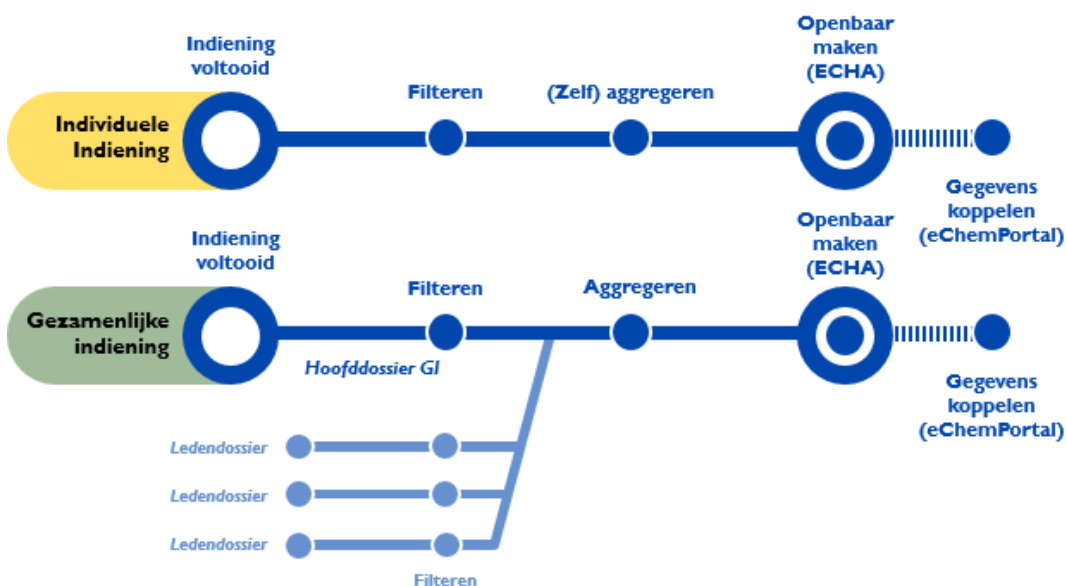 Indiening
voltooid
Openbaar
maken
(ECHA)
Filteren
(Zelf) aggregeren
Individuele
Indiening
Gegevens
koppelen
(eChemPortal)
Indiening
voltooid
Openbaar
maken
(ECHA)
Filteren
Aggregeren
Gezamenlijke
indiening
Hoofddossier GI
Gegevens
koppelen
(eChemPortal)
Ledendossier
Ledendossier
Ledendossier
Filteren